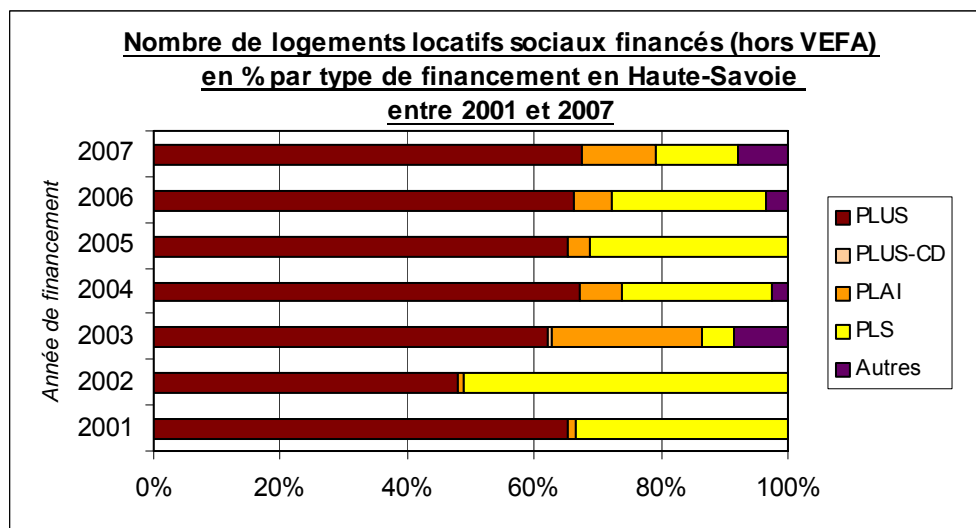 Nombre de logements locatifs sociaux financés (hors VEFA)
en % par type de financement en Haute-Savoie
entre 2001 et 2007
Année de financement
2007
2006
2005
2004
2003
2002
2001
0% 20% 40% 60% 80% 100%
PLUS
PLUS-CD
PLAI
PLS
Autres